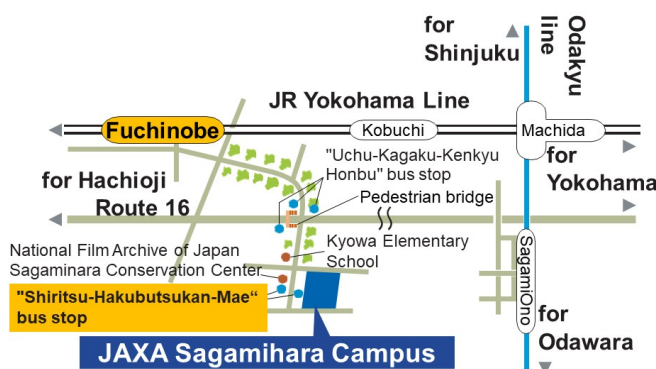 for
Shinjuku
Odakyu
line
JR Yokohama Line
Fuchinobe
Kobuchi
Machida
for
Yokohama
"Uchu-Kagaku-Kenkyu
Honbu" bus stop
for Hachioji
Route 16
Pedestrian bridge
National Film Archive of Japan
Sagaminara Conservation Center
Kyowa Elementary
School
SagamiOno
"Shiritsu-Hakubutsukan-Mae“
bus stop
for
Odawara
JAXA Sagamihara Campus